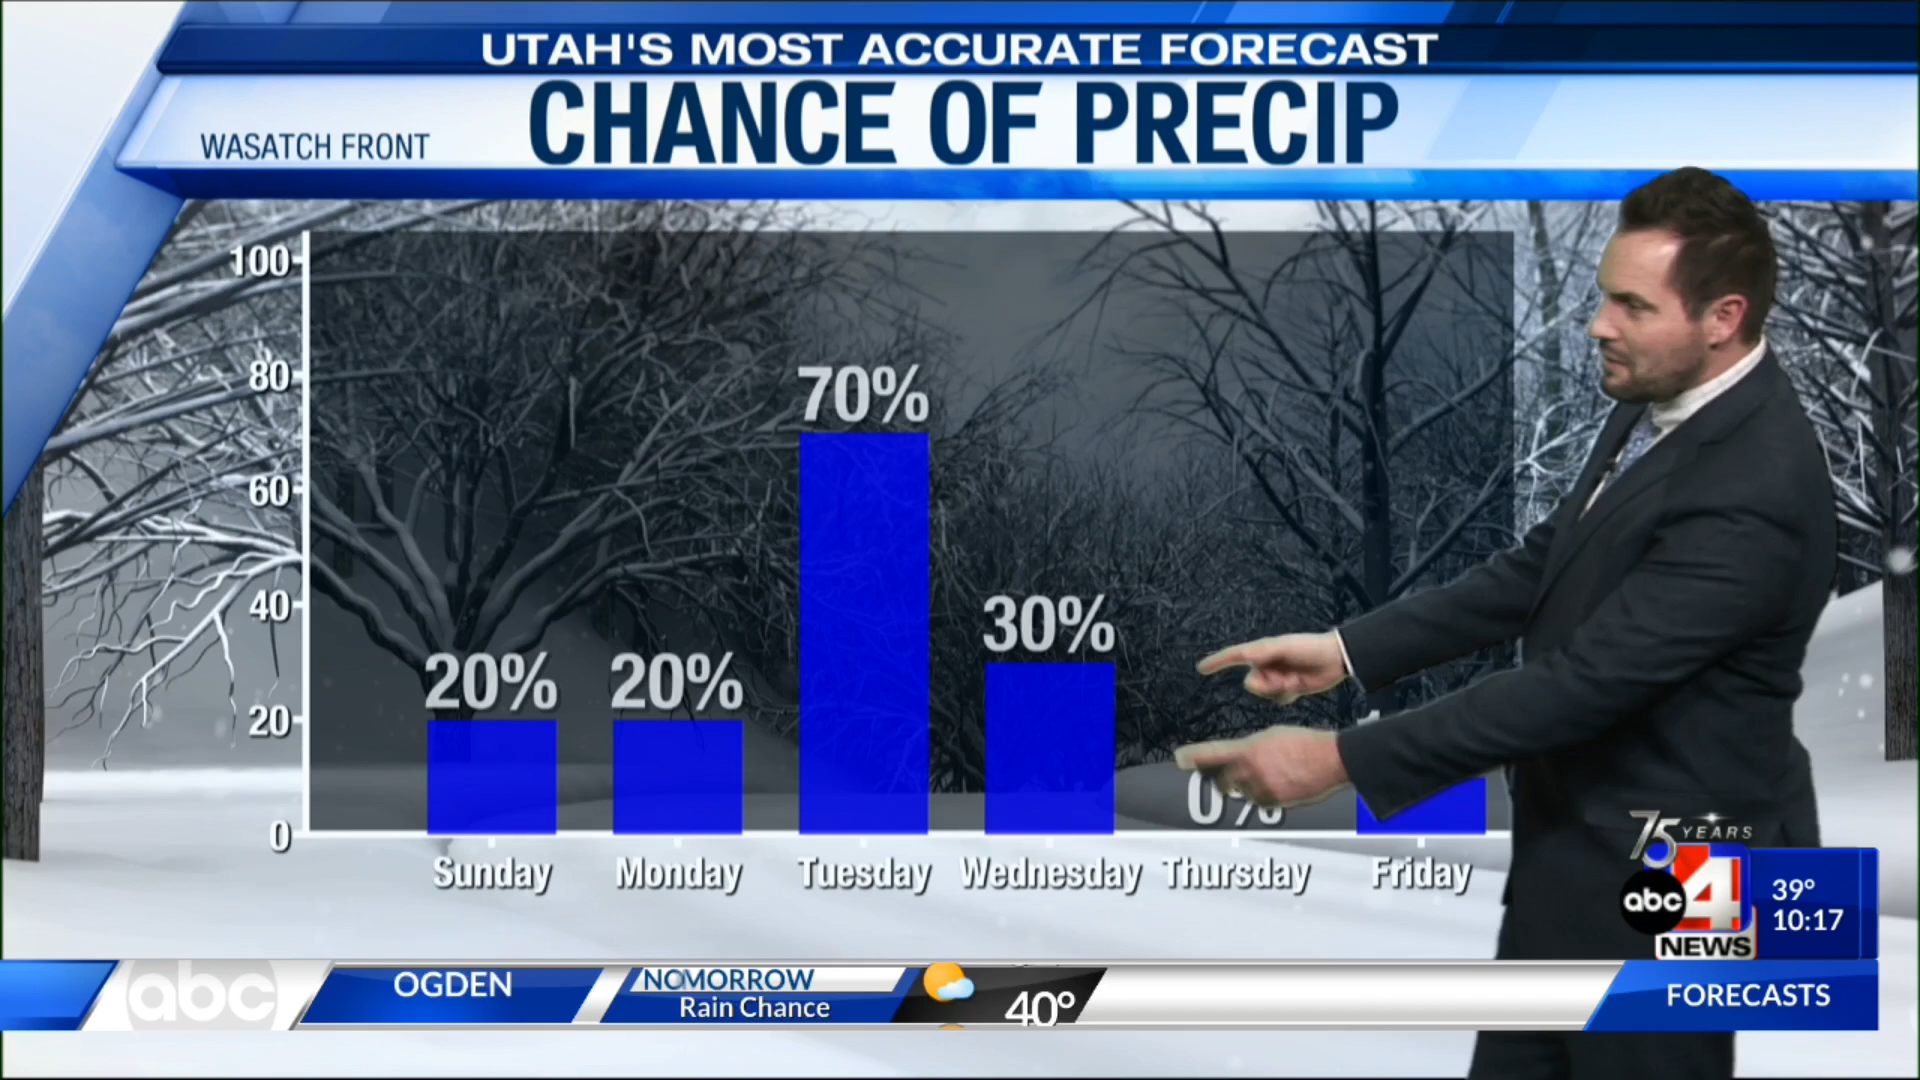 UTAH'S MOST ACCURATE FORECAST
WASATCH FRONT
CHANCE OF PRECIP
100
80
60
40
20
0
70%
30%
20%
20%
0%
Sunday
Monday
Tuesday
Wednesday
Thursday
Friday
75 YEARS
abc 4
NEWS
39°
10:17
abc
OGDEN
NOMORROW
Rain Chance
40°
FORECASTS